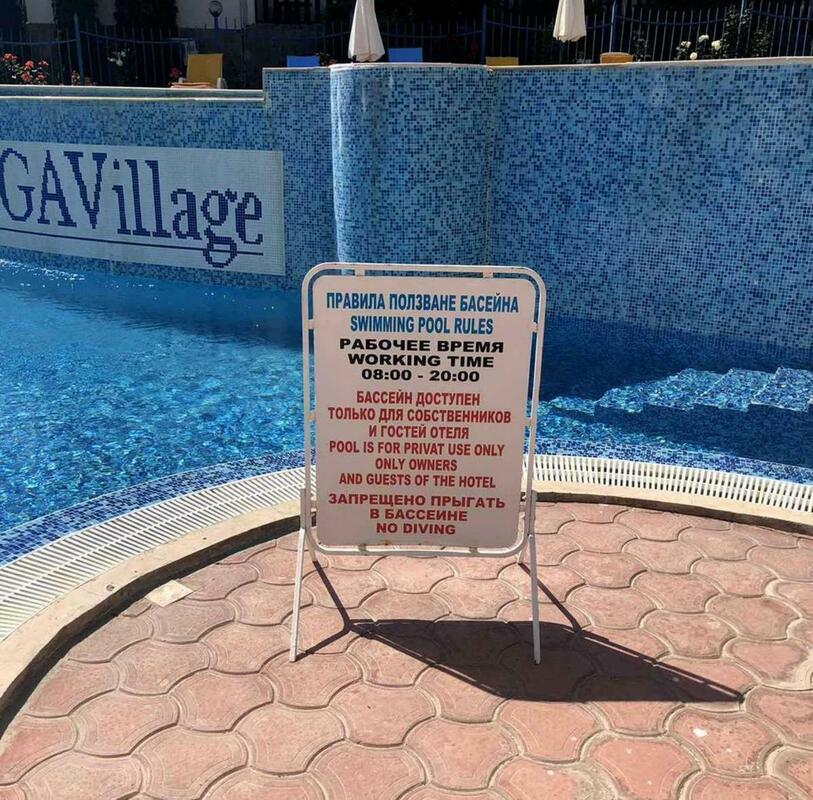 GAVillage
ПРАВИЛА ПОЛЗВАНЕ БАСЕЙНА
SWIMMING POOL RULES
РАБОЧЕЕ ВРЕМЯ
WORKING TIME
08:00 - 20:00
БАССЕЙН ДОСТУПЕН
ТОЛЬКО ДЛЯ СОБСТВЕННИКОВ
И ГОСТЕЙ ОТЕЛЯ
POOL IS FOR PRIVAT USE ONLY
ONLY OWNERS
AND GUESTS OF THE HOTEL
ЗАПРЕЩЕНО ПРЫГАТЬ
В БАССЕИНЕ
NO DIVING